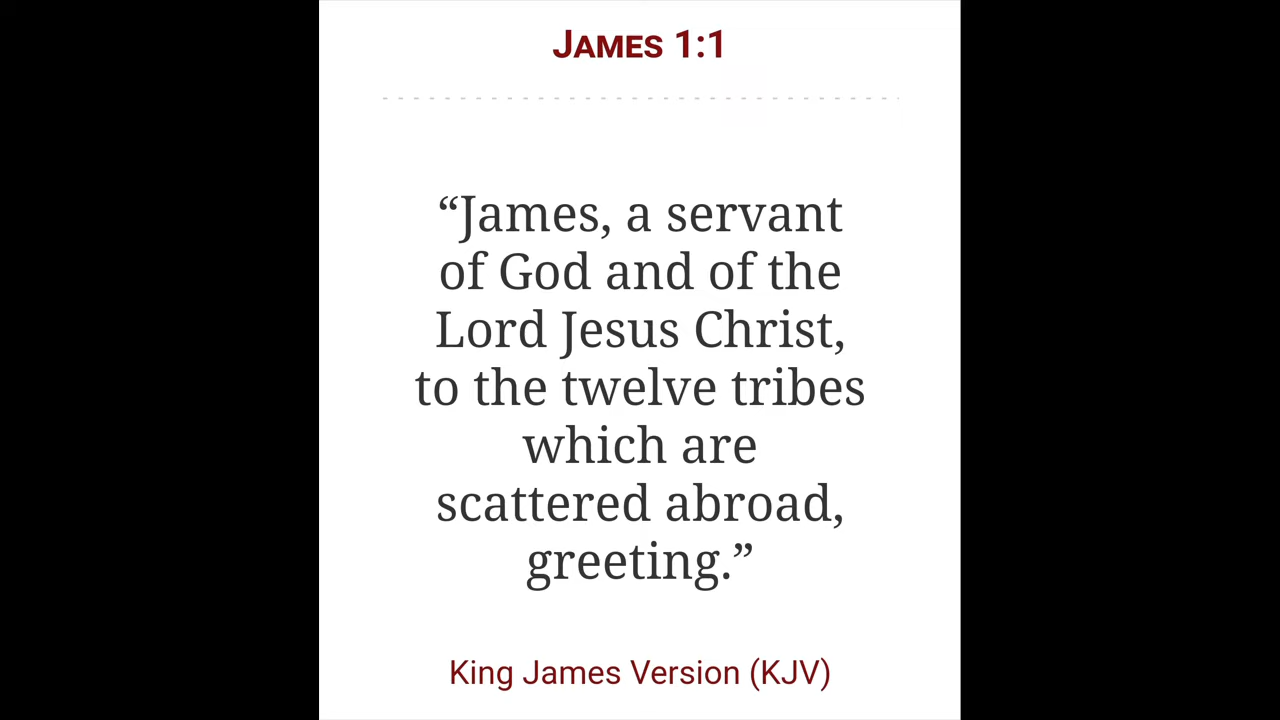 JAMES 1:1
“James, a servant
of God and of the
Lord Jesus Christ,
to the twelve tribes
which are
scattered abroad,
greeting.”
King James Version (KJV)